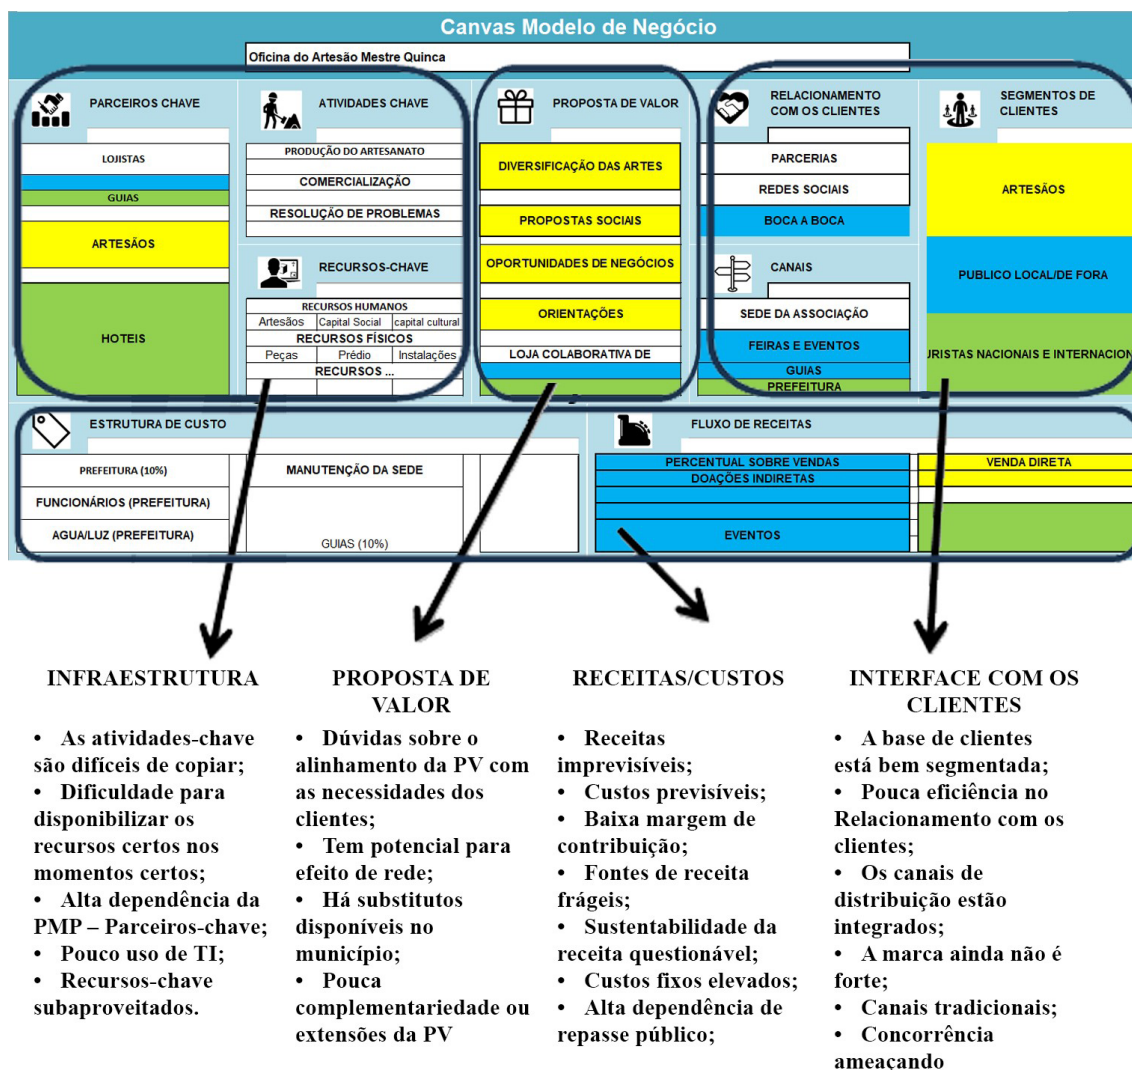 Canvas Modelo de Negócio
Oficina do Artesão Mestre Quinca
PARCEIROS CHAVE
LOJISTAS
GUIAS
ARTESÃOS
HOTEIS
ATIVIDADES CHAVE
PRODUÇÃO DO ARTESANATO
COMERCIALIZAÇÃO
RESOLUÇÃO DE PROBLEMAS
RECURSOS-CHAVE
RECURSOS HUMANOS
Artesãos Capital Social capital cultural
RECURSOS FÍSICOS
Peças Prédio Instalações
RECURSOS ...
PROPOSTA DE VALOR
DIVERSIFICAÇÃO DAS ARTES
PROPOSTAS SOCIAIS
OPORTUNIDADES DE NEGÓCIOS
ORIENTAÇÕES
LOJA COLABORATIVA DE
RELACIONAMENTO
COM OS CLIENTES
PARCERIAS
REDES SOCIAIS
BOCA A BOCA
CANAIS
SEDE DA ASSOCIAÇÃO
FEIRAS E EVENTOS
GUIAS
PREFEITURA
SEGMENTOS DE
CLIENTES
ARTESÃOS
PUBLICO LOCAL/DE FORA
URISTAS NACIONAIS E INTERNACION
ESTRUTURA DE CUSTO
PREFEITURA (10%)
FUNCIONÁRIOS (PREFEITURA)
AGUA/LUZ (PREFEITURA)
MANUTENÇÃO DA SEDE
GUIAS (10%)
FLUXO DE RECEITAS
PERCENTUAL SOBRE VENDAS
DOAÇÕES INDIRETAS
EVENTOS
VENDA DIRETA
INFRAESTRUTURA
• As atividades-chave
são difíceis de copiar;
• Dificuldade para
disponibilizar os
recursos certos nos
momentos certos;
• Alta dependência da
PMP – Parceiros-chave;
• Pouco uso de TI;
• Recursos-chave
subaproveitados.
PROPOSTA DE
VALOR
• Dúvidas sobre o
alinhamento da PV com
as necessidades dos
clientes;
• Tem potencial para
efeito de rede;
• Há substitutos
disponíveis no
município;
• Pouca
complementariedade ou
extensões da PV
RECEITAS/CUSTOS
• Receitas
imprevisíveis;
• Custos previsíveis;
• Baixa margem de
contribuição;
• Fontes de receita
frágeis;
• Sustentabilidade da
receita questionável;
• Custos fixos elevados;
• Alta dependência de
repasse público;
INTERFACE COM OS
CLIENTES
• A base de clientes
está bem segmentada;
• Pouca eficiência no
Relacionamento com os
clientes;
• Os canais de
distribuição estão
integrados;
• A marca ainda não é
forte;
• Canais tradicionais;
• Concorrência
ameaçando